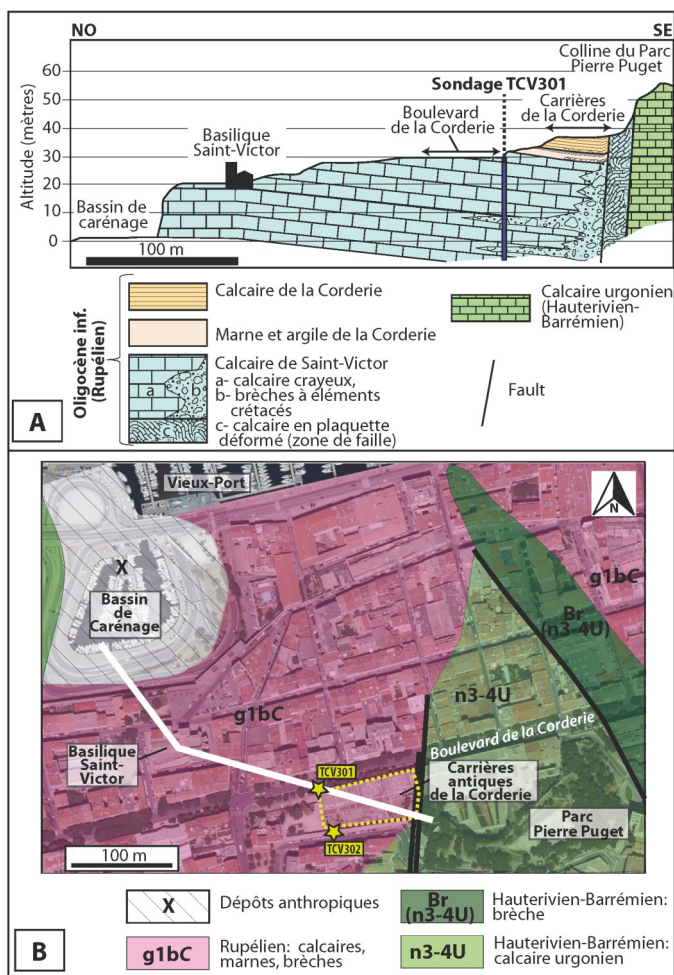 NO
SE
Colline du Parc
Pierre Puget
60
Sondage TCV301
50
Boulevard
de la Corderie
Carrières
de la Corderie
40
Basilique
Saint-Victor
30
20
Bassin de
carénage
10
0
Altitude (mètres)
100 m
Oligocène inf.
(Rupélien)
Calcaire de la Corderie
Calcaire urgonien
(Hauterivien-
Barrémien)
Marne et argile de la Corderie
Calcaire de Saint-Victor
a- calcaire crayeux,
b- brèches à éléments
crétacés
c- calcaire en plaquette
déformé (zone de faille)
a
b
c
Fault
A
B
Vieux-Port
N
X
Bassin
de
Carénage
g1bC
Br
(n3-4U)
n3-4U
g1bC
Boulevard de la Corderie
Basilique
Saint-
Victor
TCV301
Carrières
antiques
de la Corderie
Parc
Pierre Puget
TCV302
100 m
X
Dépôts anthropiques
Br
(n3-4U)
Hauterivien-Barrémien:
brèche
g1bC
Rupélien: calcaires,
marnes, brèches
n3-4U
Hauterivien-Barrémien:
calcaire urgonien